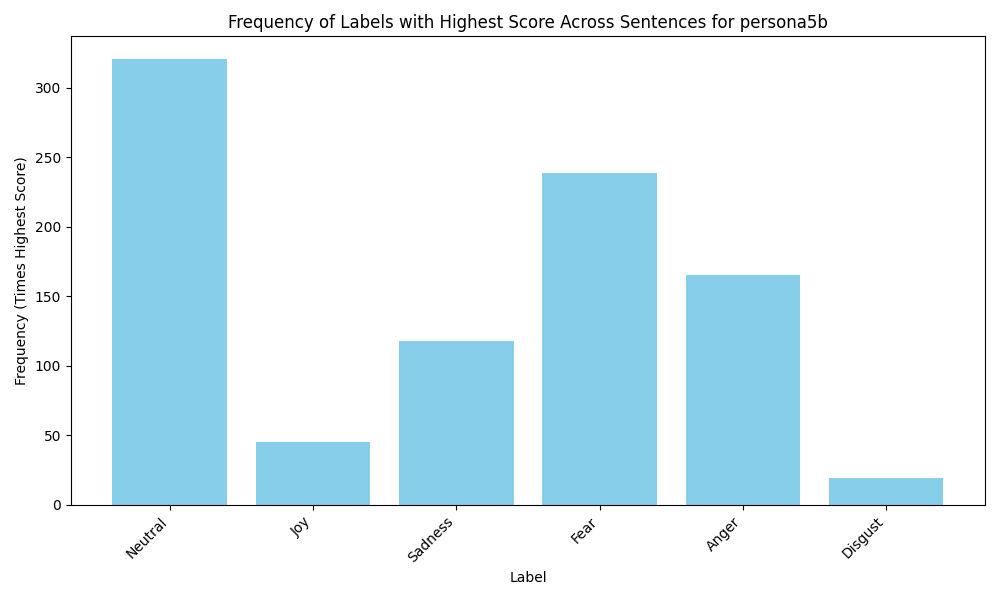 Frequency of Labels with Highest Score Across Sentences for persona5b
Frequency (Times Highest Score)
300
250
200
150
100
50
0
Neutral
Joy
Sadness
Fear
Anger
Disgust
Label